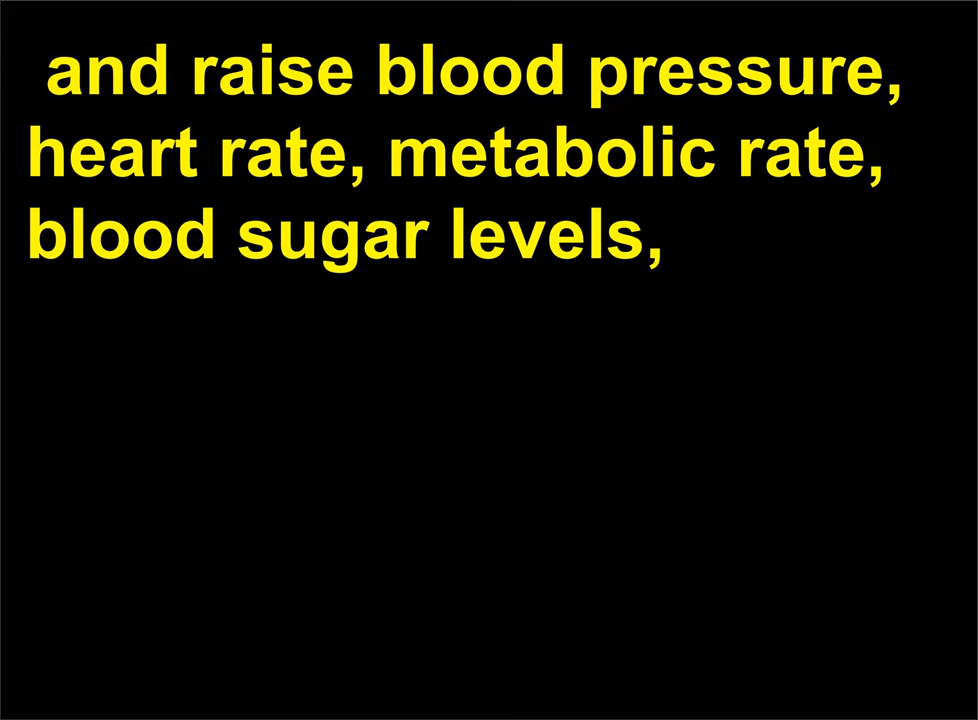 and raise blood pressure,
heart rate, metabolic rate,
blood sugar levels,